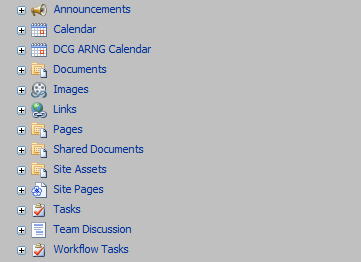 Announcements
Calendar
DCG ARNG Calendar
Documents
Images
Links
Pages
Shared Documents
Site Assets
Site Pages
Tasks
Team Discussion
Workflow Tasks